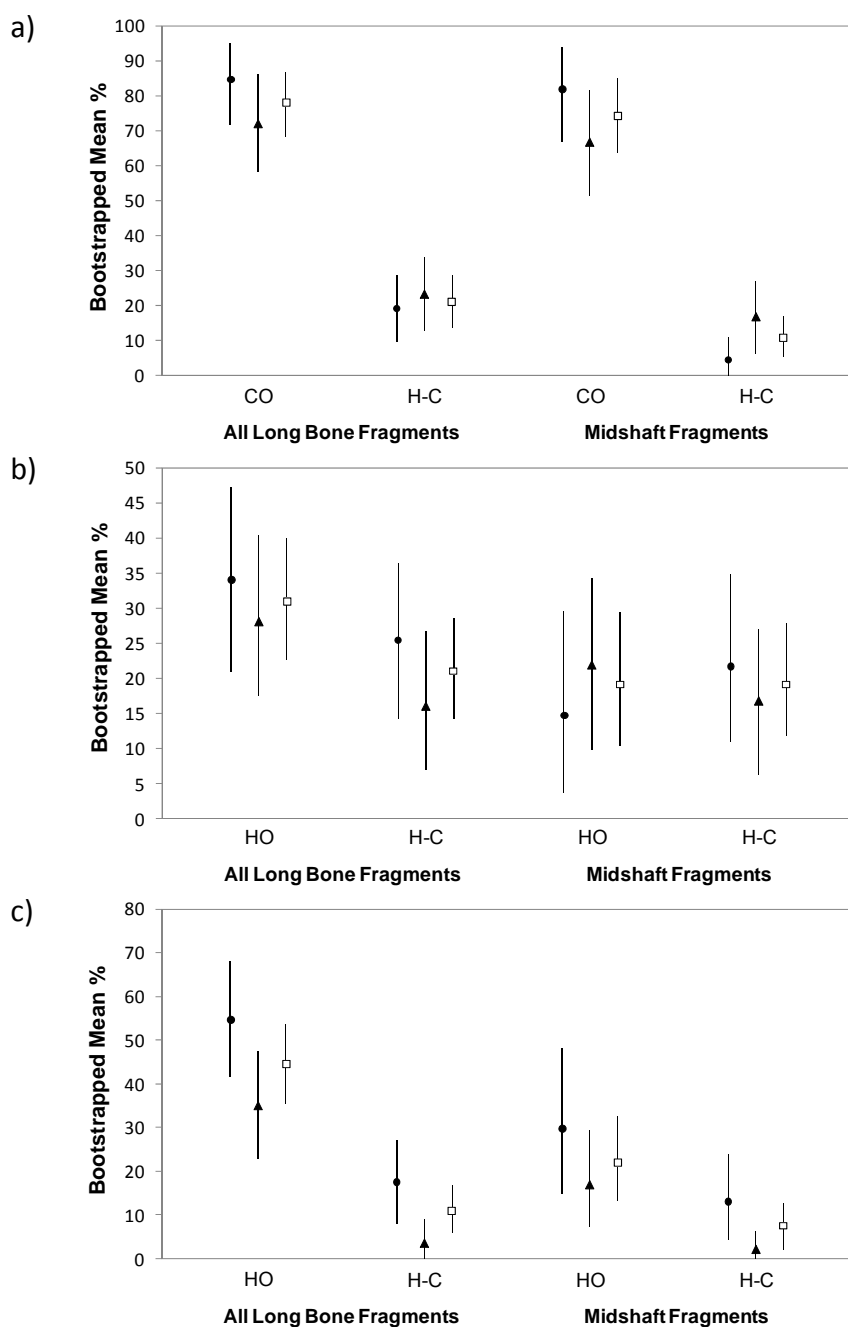 a)
Bootstrapped Mean %
100
90
80
70
60
50
40
30
20
10
0
CO H-C CO H-C
All Long Bone Fragments Midshaft Fragments
b)
Bootstrapped Mean %
50
45
40
35
30
25
20
15
10
5
0
HO H-C HO H-C
All Long Bone Fragments Midshaft Fragments
c)
Bootstrapped Mean %
80
70
60
50
40
30
20
10
0
HO H-C HO H-C
All Long Bone Fragments Midshaft Fragments